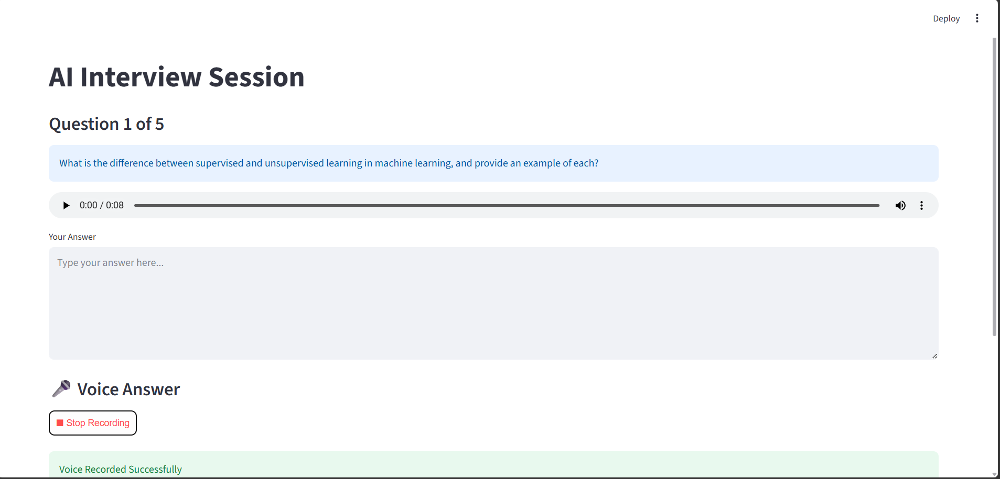 Deploy
AI Interview Session
Question 1 of 5
What is the difference between supervised and unsupervised learning in machine learning, and provide an example of each?
0:00 / 0:08
Your Answer
Type your answer here...
Voice Answer
Stop Recording
Voice Recorded Successfully